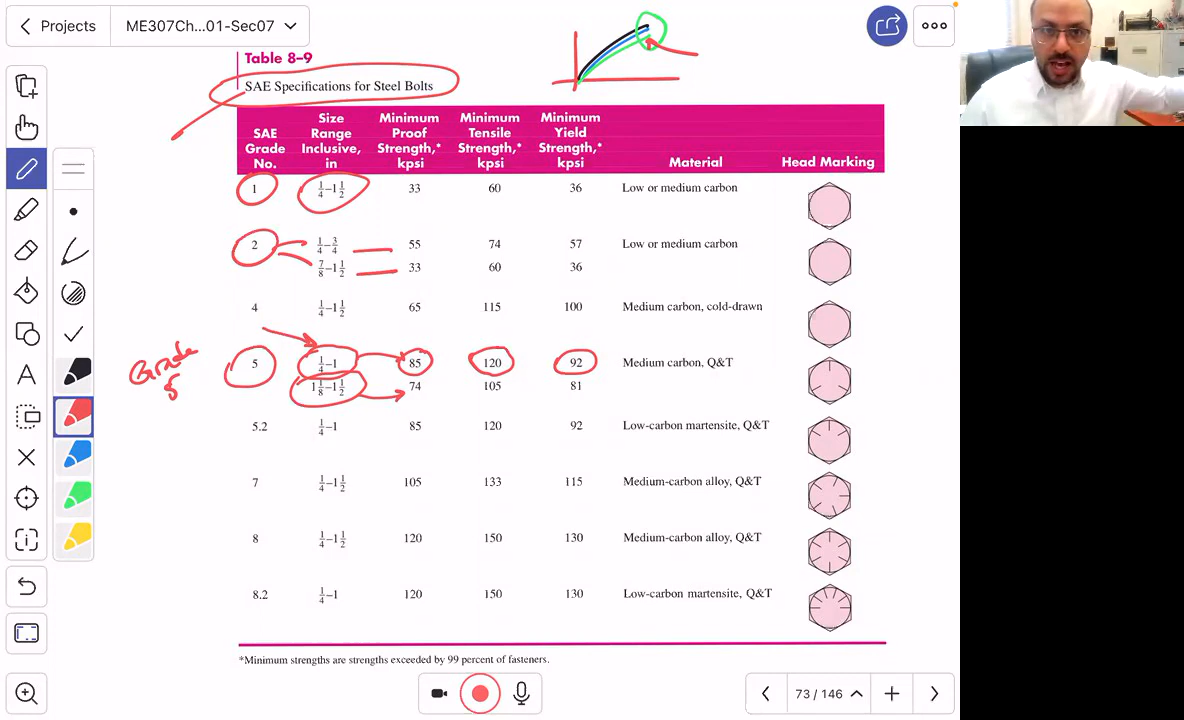 Projects
ME307Ch...01-Sec07
Table 8–9
SAE Specifications for Steel Bolts
SAE Grade No. Size Range Inclusive, in Minimum Proof Strength,* kpsi Minimum Tensile Strength,* kpsi Minimum Yield Strength,* kpsi Material Head Marking
1 1/4–1 1/2 33 60 36 Low or medium carbon
2 1/4–3/4 55 74 57 Low or medium carbon
7/8–1 1/2 33 60 36
4 1/4–1 1/2 65 115 100 Medium carbon, cold-drawn
Grade 5
5 1/4–1 85 120 92 Medium carbon, Q&T
1 1/8–1 1/2 74 105 81
5.2 1/4–1 85 120 92 Low-carbon martensite, Q&T
7 1/4–1 1/2 105 133 115 Medium-carbon alloy, Q&T
8 1/4–1 1/2 120 150 130 Medium-carbon alloy, Q&T
8.2 1/4–1 120 150 130 Low-carbon martensite, Q&T
*Minimum strengths are strengths exceeded by 99 percent of fasteners.
73 / 146